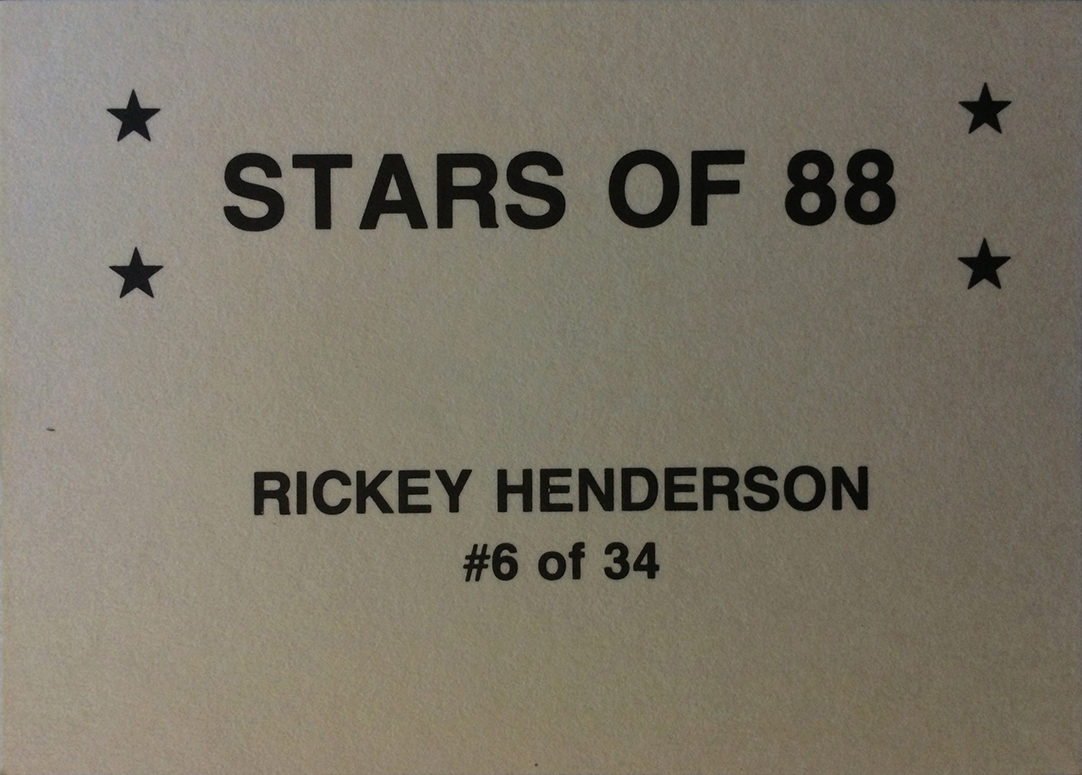 STARS OF 88
RICKEY HENDERSON
#6 of 34